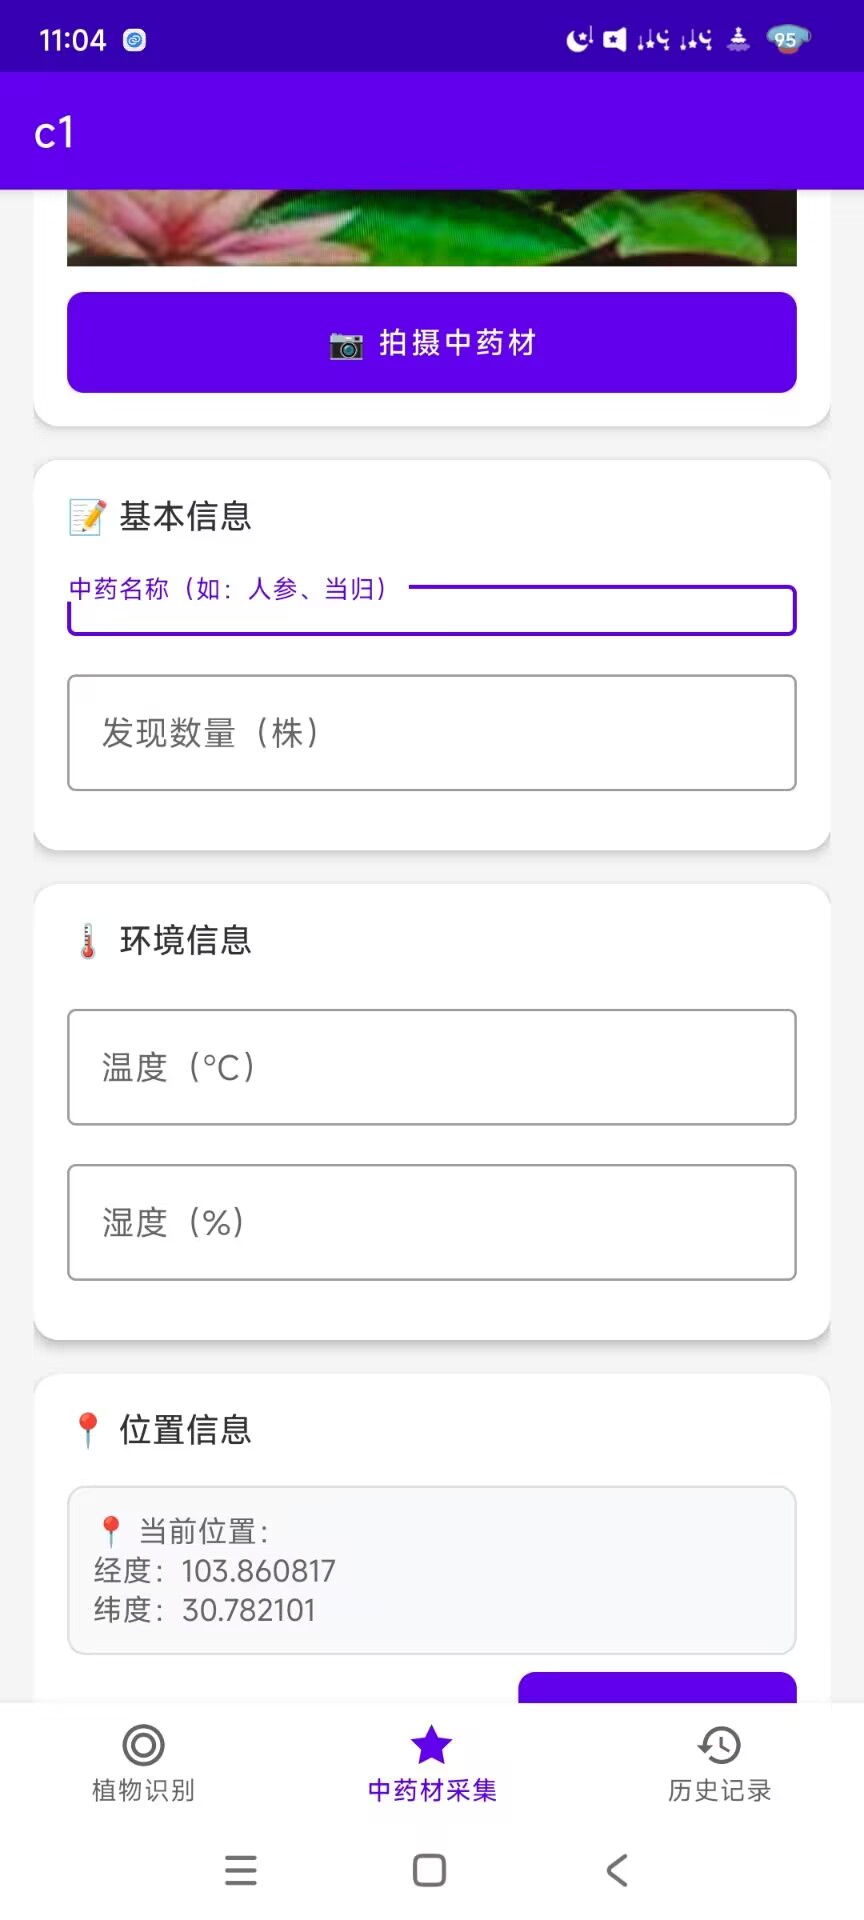 11:04
95
c1
拍摄中药材
基本信息
中药名称（如：人参、当归）
发现数量（株）
环境信息
温度（°C）
湿度（%）
位置信息
当前位置：
经度：103.860817
纬度：30.782101
植物识别
中药材采集
历史记录